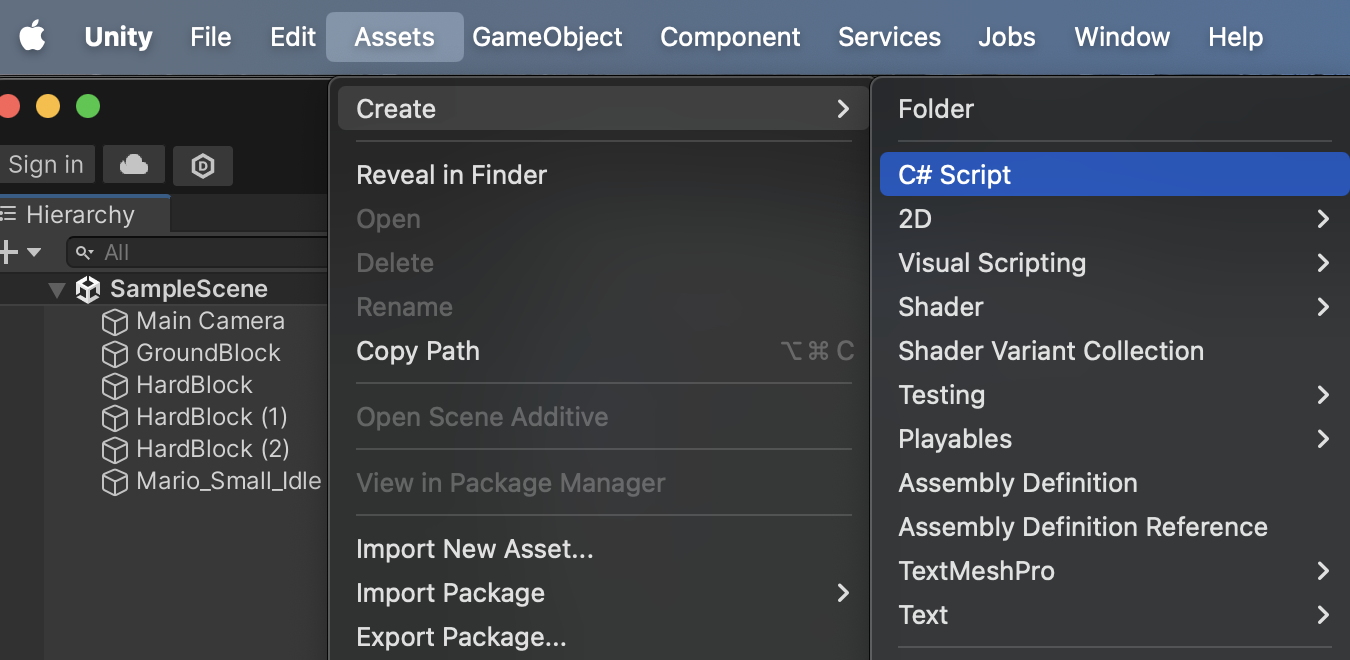 Unity File Edit Assets GameObject Component Services Jobs Window Help
Sign in
Hierarchy
All
SampleScene
Main Camera
GroundBlock
HardBlock
HardBlock (1)
HardBlock (2)
Mario_Small_Idle
Create
Reveal in Finder
Open
Delete
Rename
Copy Path ⌥⌘C
Open Scene Additive
View in Package Manager
Import New Asset...
Import Package
Export Package...
Folder
C# Script
2D
Visual Scripting
Shader
Shader Variant Collection
Testing
Playables
Assembly Definition
Assembly Definition Reference
TextMeshPro
Text